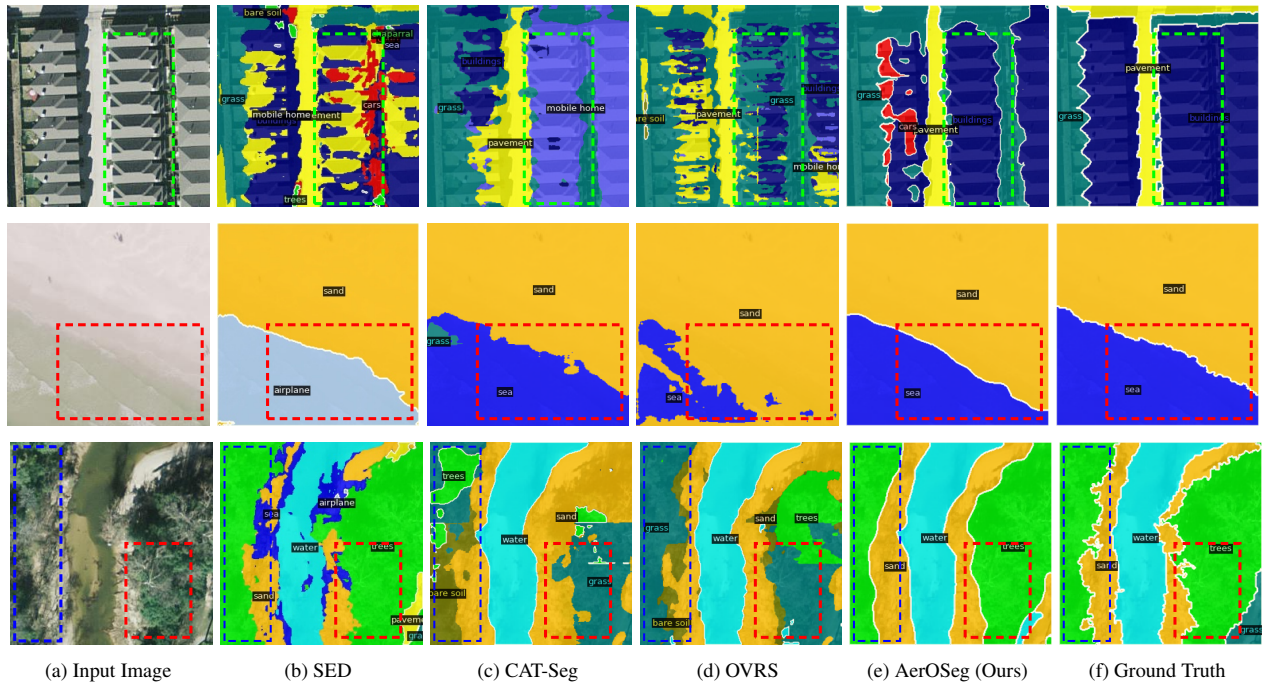 bare soil
chaparral
sea
buildings
grass
cars
mobile home
pavement
buildings
trees
buildings
grass
mobile home
pavement
grass
buildings
bare soil
pavement
mobile home
grass
cars
pavement
buildings
pavement
grass
buildings
sand
airplane
sand
grass
sea
sand
sea
sand
sea
sand
sea
airplane
sea
water
trees
sand
pavement
grass
trees
sand
water
grass
bare soil
grass
trees
sand
water
bare soil
water
trees
sand
water
trees
sand
grass
(a) Input Image
(b) SED
(c) CAT-Seg
(d) OVRS
(e) AerOSeg (Ours)
(f) Ground Truth